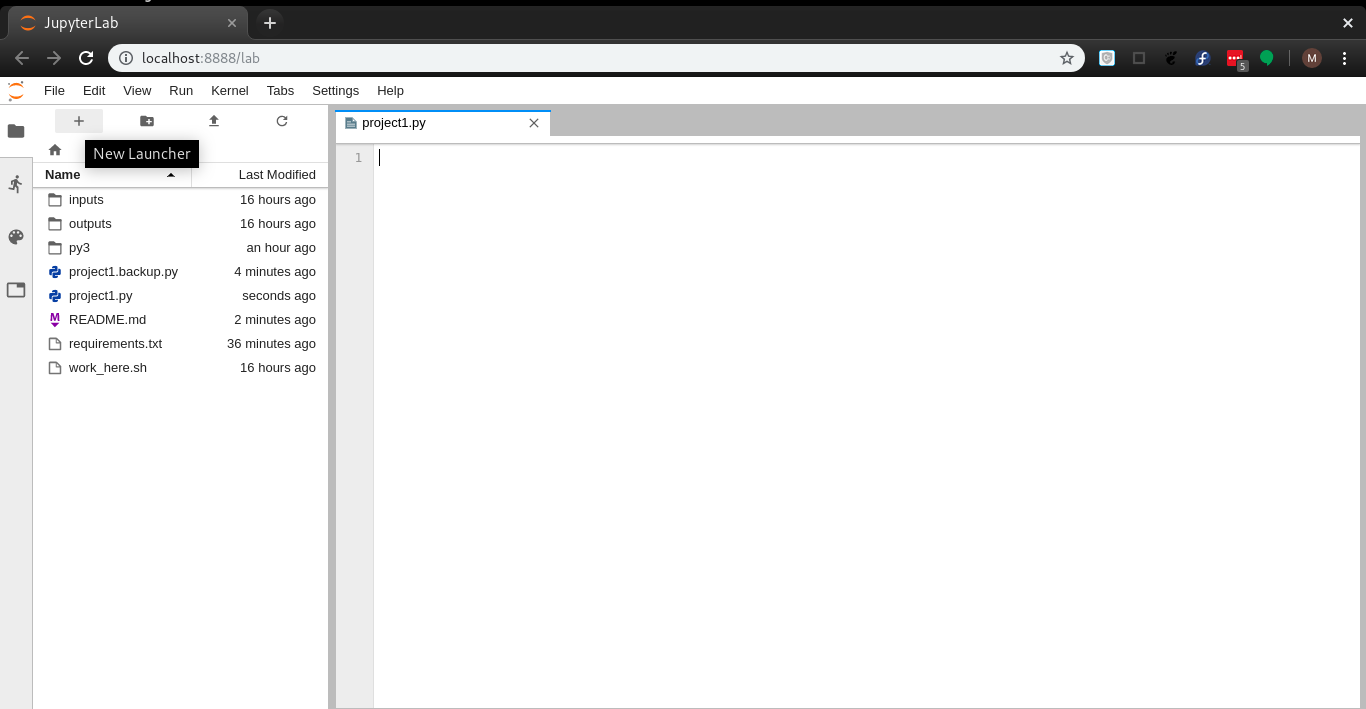 JupyterLab
localhost:8888/lab
5
M
File Edit View Run Kernel Tabs Settings Help
project1.py
New Launcher
Name Last Modified
inputs 16 hours ago
outputs 16 hours ago
py3 an hour ago
project1.backup.py 4 minutes ago
project1.py seconds ago
README.md 2 minutes ago
requirements.txt 36 minutes ago
work_here.sh 16 hours ago
1